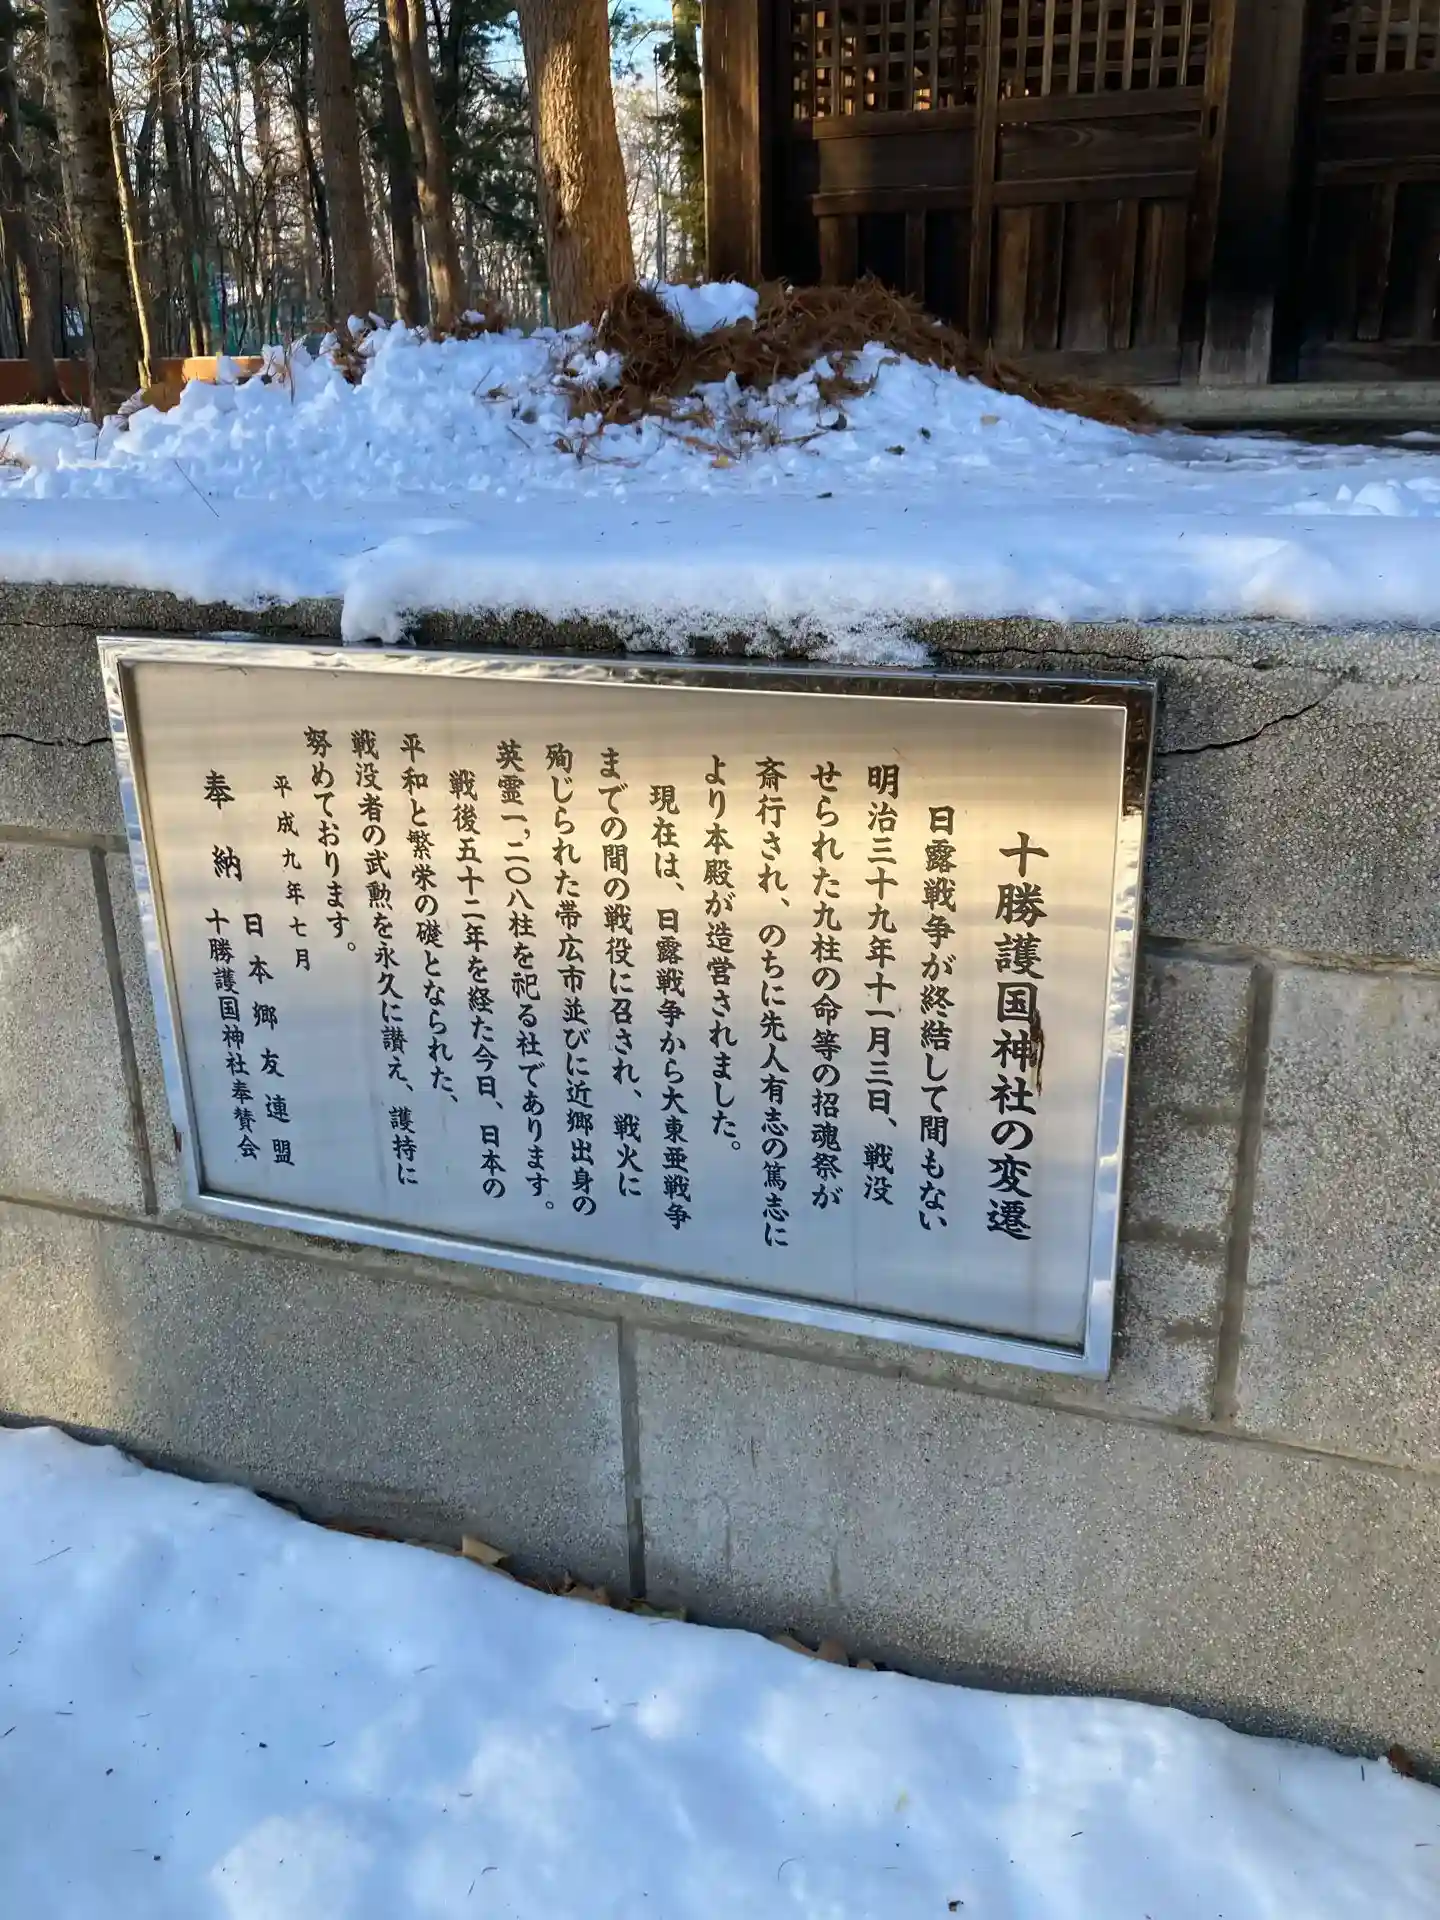 十勝護国神社の変遷
日露戦争が終結して間もない
明治三十九年十一月三日、戦没
せられた九柱の命等の招魂祭が
斎行され、のちに先人有志の篤志に
より本殿が造営されました。
現在は、日露戦争から大東亜戦争
までの間の戦役に召され、戦火に
殉じられた帯広市並びに近郷出身の
英霊一,二〇八柱を祀る社であります。
戦後五十二年を経た今日、日本の
平和と繁栄の礎となられた、
戦没者の武勲を永久に讃え、護持に
努めております。
平成九年七月
奉納 日本郷友連盟
十勝護国神社奉賛会